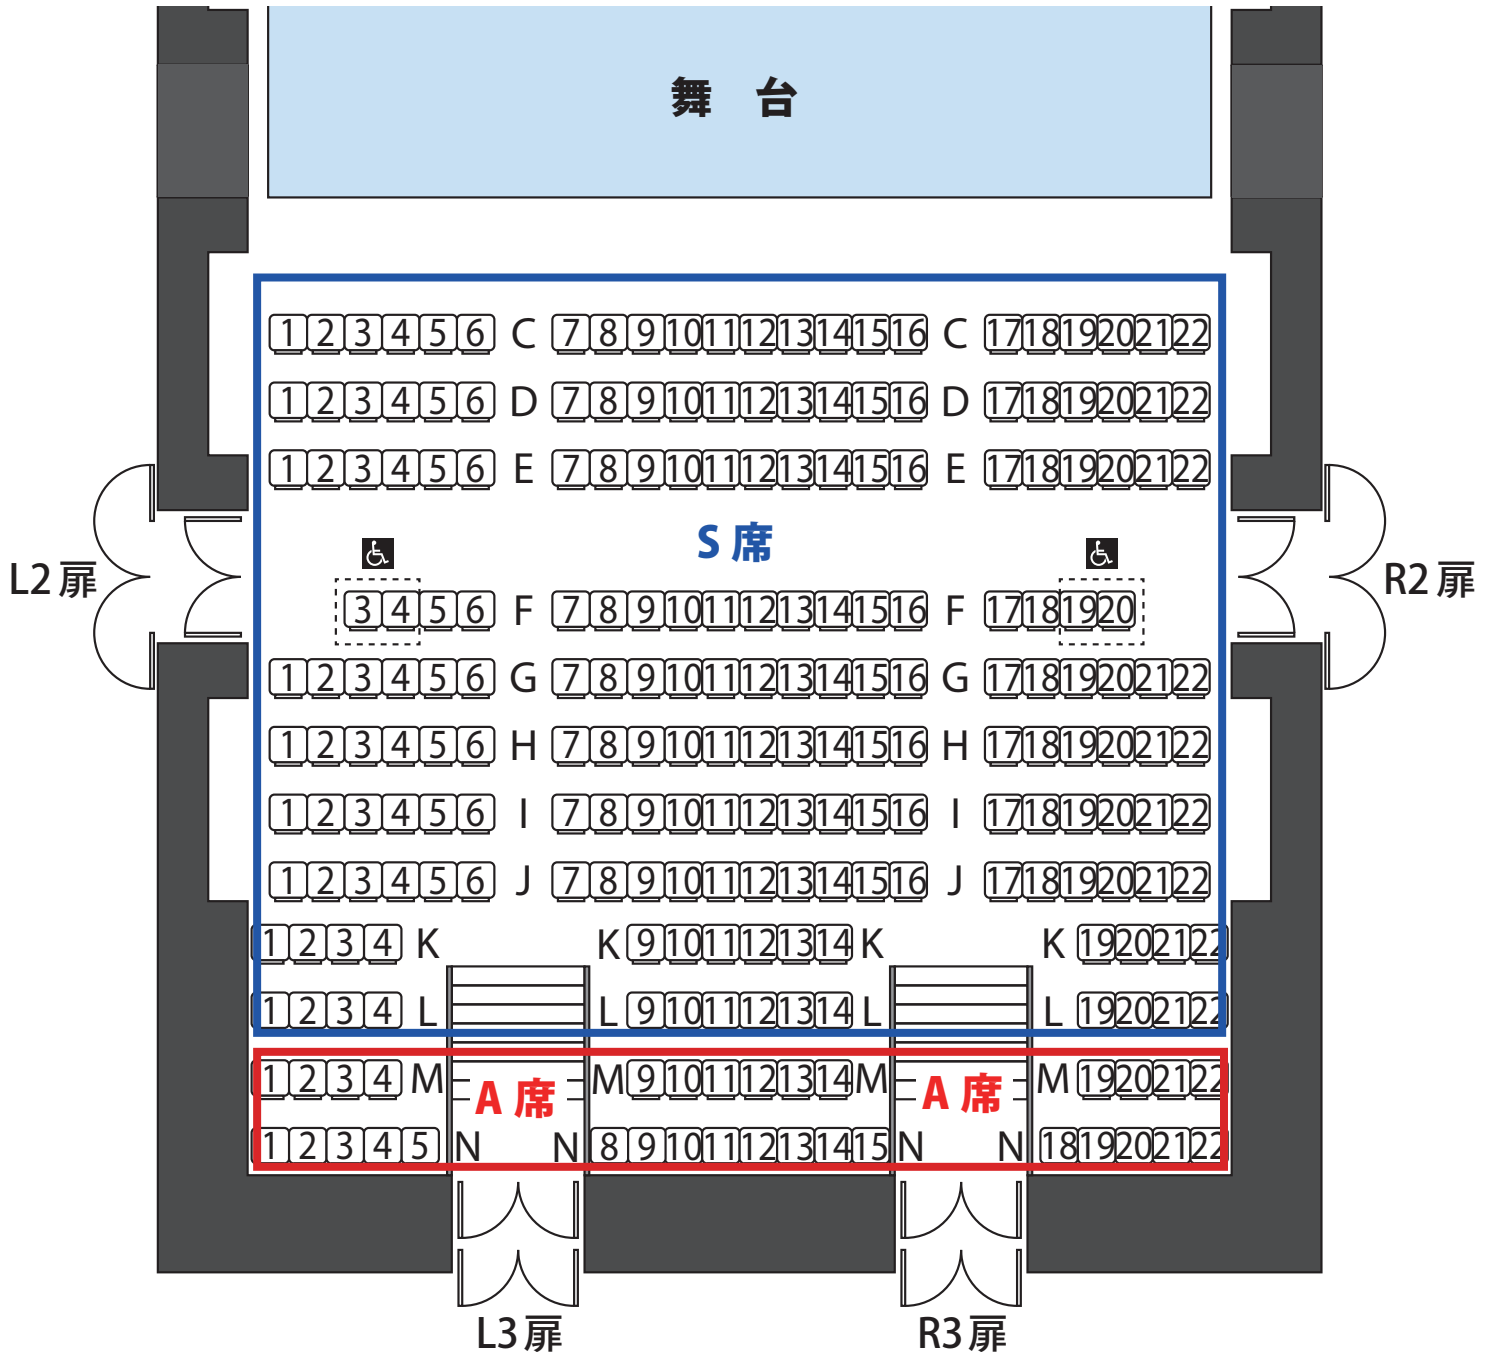 舞 台
1 2 3 4 5 6 C 7 8 9 10 11 12 13 14 15 16 C 17 18 19 20 21 22
1 2 3 4 5 6 D 7 8 9 10 11 12 13 14 15 16 D 17 18 19 20 21 22
1 2 3 4 5 6 E 7 8 9 10 11 12 13 14 15 16 E 17 18 19 20 21 22
S 席
L2 扉
R2 扉
3 4 5 6 F 7 8 9 10 11 12 13 14 15 16 F 17 18 19 20
1 2 3 4 5 6 G 7 8 9 10 11 12 13 14 15 16 G 17 18 19 20 21 22
1 2 3 4 5 6 H 7 8 9 10 11 12 13 14 15 16 H 17 18 19 20 21 22
1 2 3 4 5 6 I 7 8 9 10 11 12 13 14 15 16 I 17 18 19 20 21 22
1 2 3 4 5 6 J 7 8 9 10 11 12 13 14 15 16 J 17 18 19 20 21 22
1 2 3 4 K K 9 10 11 12 13 14 K K 19 20 21 22
1 2 3 4 L L 9 10 11 12 13 14 L L 19 20 21 22
1 2 3 4 M M 9 10 11 12 13 14 M M 19 20 21 22
A 席 A 席
1 2 3 4 5 N N 8 9 10 11 12 13 14 15 N N 18 19 20 21 22
L3 扉 R3 扉